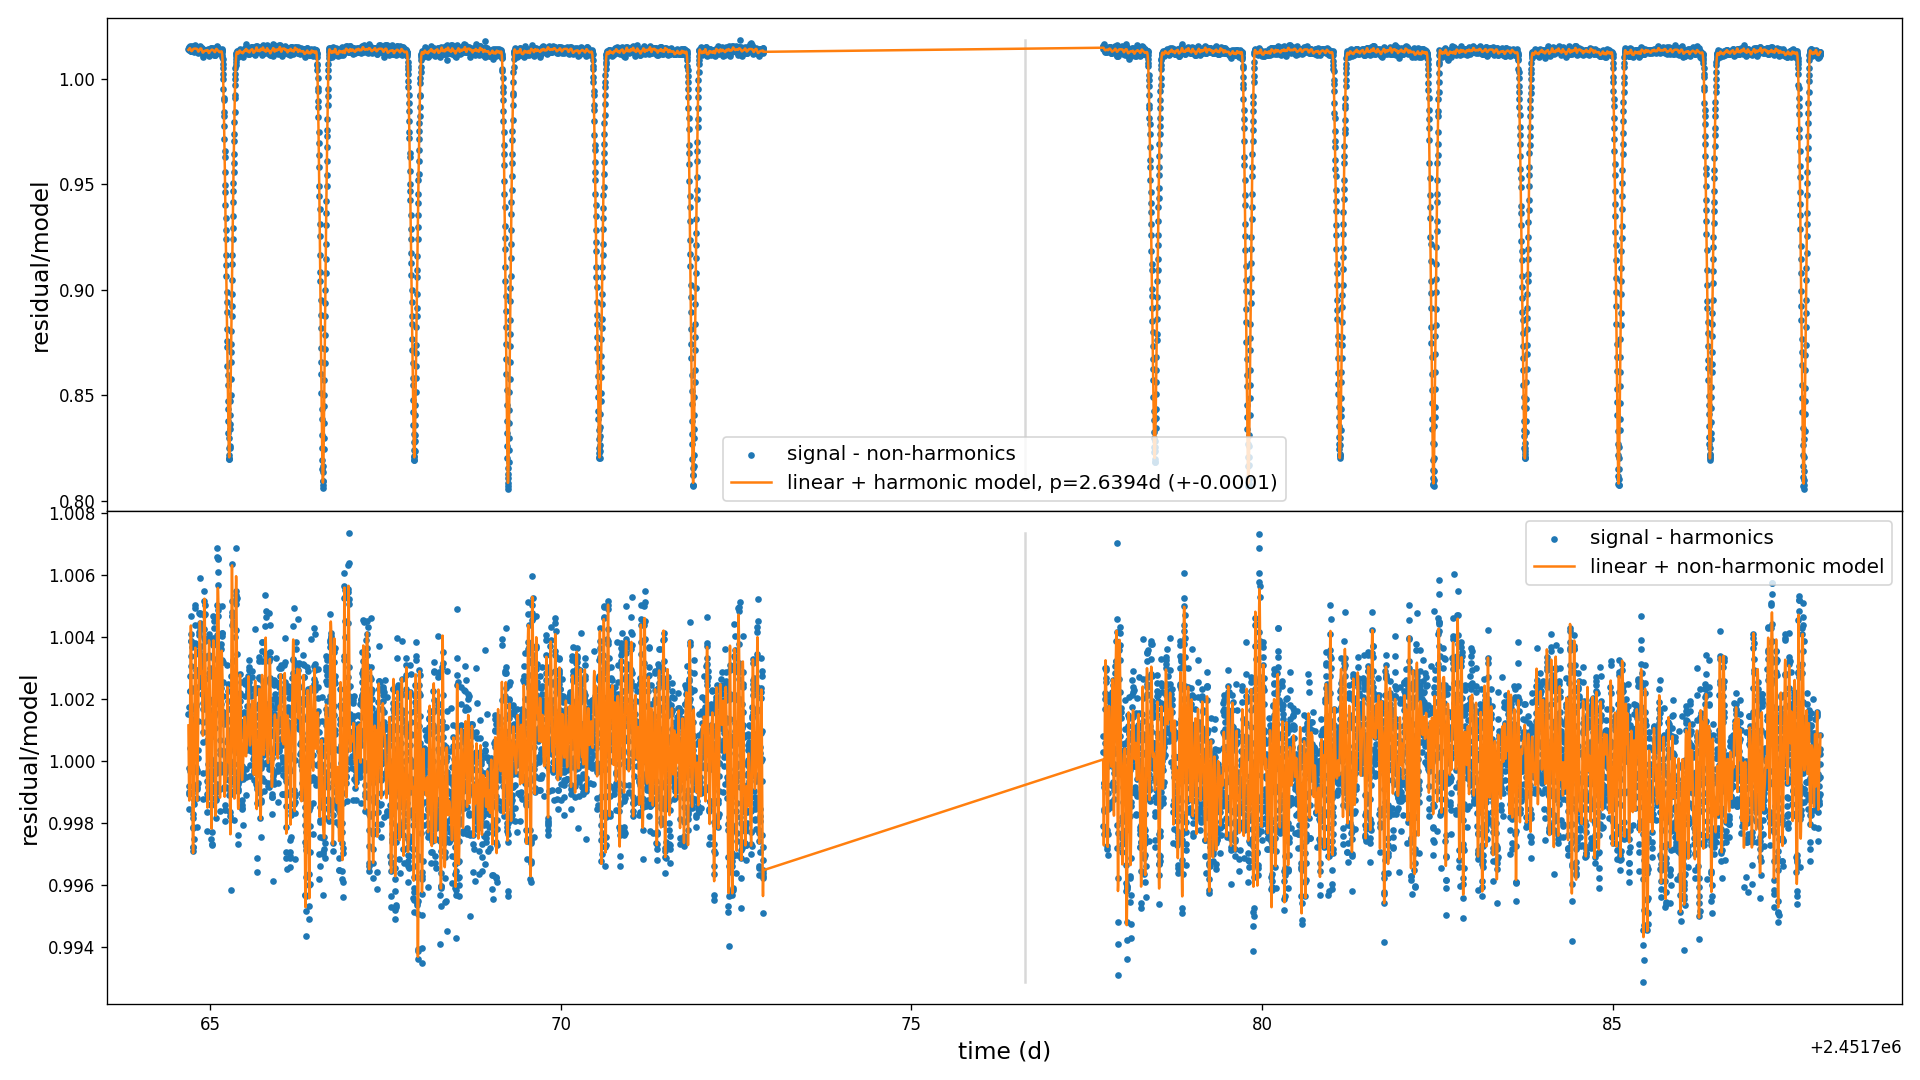 1.00
0.95
0.90
0.85
0.80
residual/model
signal - non-harmonics
linear + harmonic model, p=2.6394d (+-0.0001)
1.008
1.006
1.004
1.002
1.000
0.998
0.996
0.994
residual/model
signal - harmonics
linear + non-harmonic model
65
70
75
80
85
time (d)
+2.4517e6